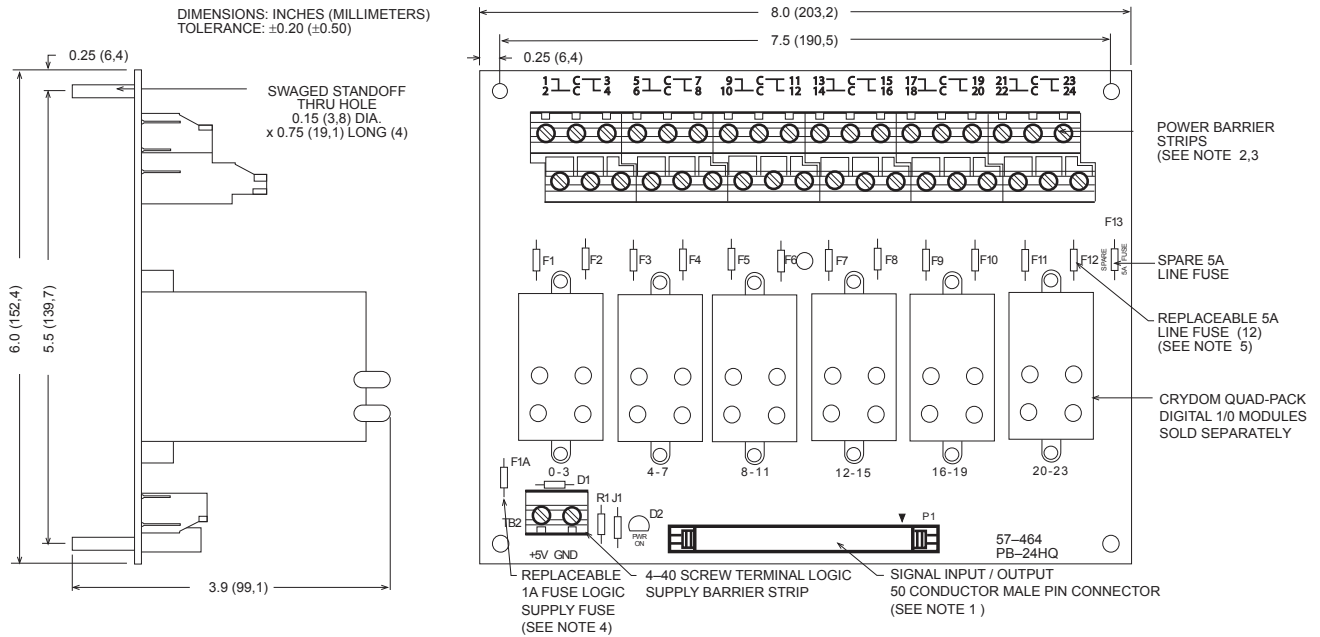 DIMENSIONS: INCHES (MILLIMETERS)
TOLERANCE: ±0.20 (±0.50)
8.0 (203,2)
7.5 (190,5)
0.25 (6,4)
0.25 (6,4)
SWAGED STANDOFF
THRU HOLE
0.15 (3,8) DIA.
x 0.75 (19,1) LONG (4)
6.0 (152,4)
5.5 (139,7)
3.9 (99,1)
1 C 3 5 C 7 9 C 11 13 C 15 17 C 19 21 C 23
2 C 4 6 C 8 10 C 12 14 C 16 18 C 20 22 C 24
POWER BARRIER
STRIPS
(SEE NOTE 2,3
F13
F1 F2 F3 F4 F5 F6 F7 F8 F9 F10 F11 F12
SPARE
5A FUSE
SPARE 5A
LINE FUSE
REPLACEABLE 5A
LINE FUSE (12)
(SEE NOTE 5)
CRYDOM QUAD-PACK
DIGITAL 1/0 MODULES
SOLD SEPARATELY
0-3 4-7 8-11 12-15 16-19 20-23
F1A
D1
R1 J1
D2
TB2
PWR
ON
P1
+5V GND
57–464
PB–24HQ
REPLACEABLE
1A FUSE LOGIC
SUPPLY FUSE
(SEE NOTE 4)
4–40 SCREW TERMINAL LOGIC
SUPPLY BARRIER STRIP
SIGNAL INPUT / OUTPUT
50 CONDUCTOR MALE PIN CONNECTOR
(SEE NOTE 1 )